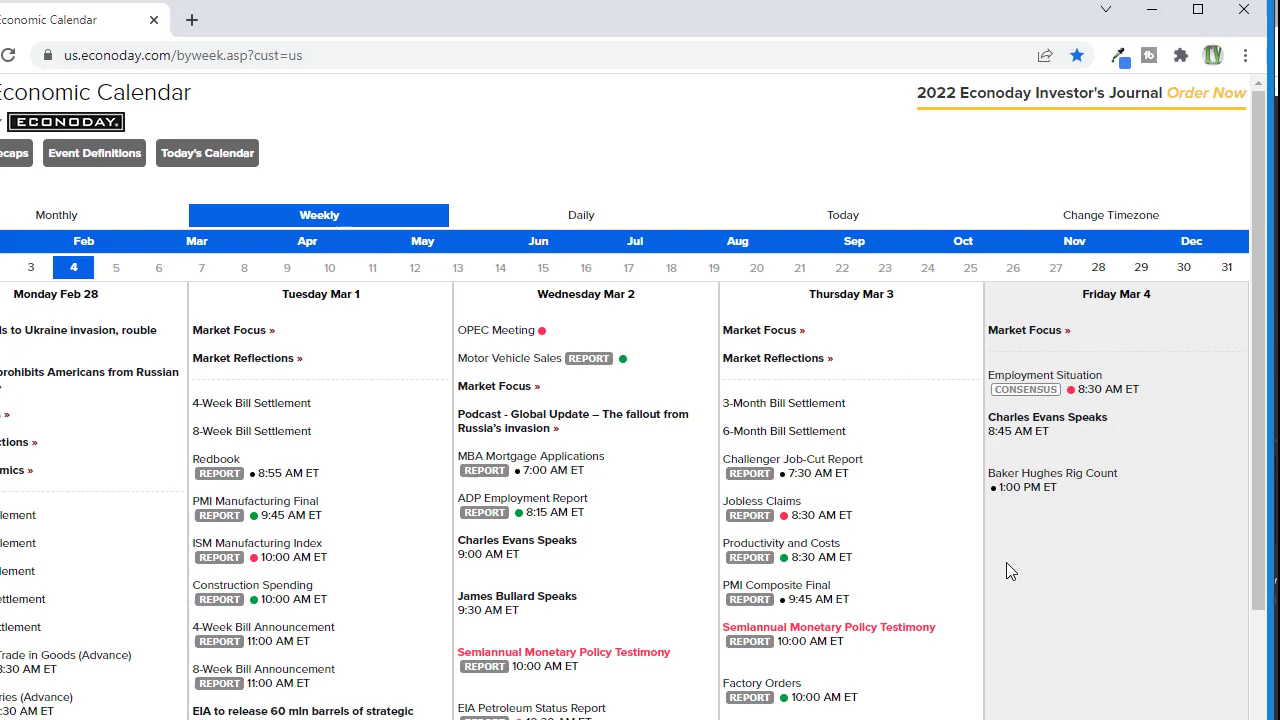 Economic Calendar
us.econoday.com/byweek.asp?cust=us
Economic Calendar
2022 Econoday Investor's Journal Order Now
ECONODAY
ecaps
Event Definitions
Today's Calendar
Monthly
Weekly
Daily
Today
Change Timezone
Feb Mar Apr May Jun Jul Aug Sep Oct Nov Dec
3 4 5 6 7 8 9 10 11 12 13 14 15 16 17 18 19 20 21 22 23 24 25 26 27 28 29 30 31
Monday Feb 28
ls to Ukraine invasion, rouble
prohibits Americans from Russian
»
s »
ctions »
mics »
lement
lement
lement
ettlement
tlement
Trade in Goods (Advance)
8:30 AM ET
ries (Advance)
:30 AM ET
Tuesday Mar 1
Market Focus »
Market Reflections »
4-Week Bill Settlement
8-Week Bill Settlement
Redbook
REPORT 8:55 AM ET
PMI Manufacturing Final
REPORT 9:45 AM ET
ISM Manufacturing Index
REPORT 10:00 AM ET
Construction Spending
REPORT 10:00 AM ET
4-Week Bill Announcement
REPORT 11:00 AM ET
8-Week Bill Announcement
REPORT 11:00 AM ET
EIA to release 60 mln barrels of strategic
Wednesday Mar 2
OPEC Meeting
Motor Vehicle Sales REPORT
Market Focus »
Podcast - Global Update – The fallout from
Russia's invasion »
MBA Mortgage Applications
REPORT 7:00 AM ET
ADP Employment Report
REPORT 8:15 AM ET
Charles Evans Speaks
9:00 AM ET
James Bullard Speaks
9:30 AM ET
Semiannual Monetary Policy Testimony
REPORT 10:00 AM ET
EIA Petroleum Status Report
REPORT 10:30 AM ET
Thursday Mar 3
Market Focus »
Market Reflections »
3-Month Bill Settlement
6-Month Bill Settlement
Challenger Job-Cut Report
REPORT 7:30 AM ET
Jobless Claims
REPORT 8:30 AM ET
Productivity and Costs
REPORT 8:30 AM ET
PMI Composite Final
REPORT 9:45 AM ET
Semiannual Monetary Policy Testimony
REPORT 10:00 AM ET
Factory Orders
REPORT 10:00 AM ET
Friday Mar 4
Market Focus »
Employment Situation
CONSENSUS 8:30 AM ET
Charles Evans Speaks
8:45 AM ET
Baker Hughes Rig Count
1:00 PM ET